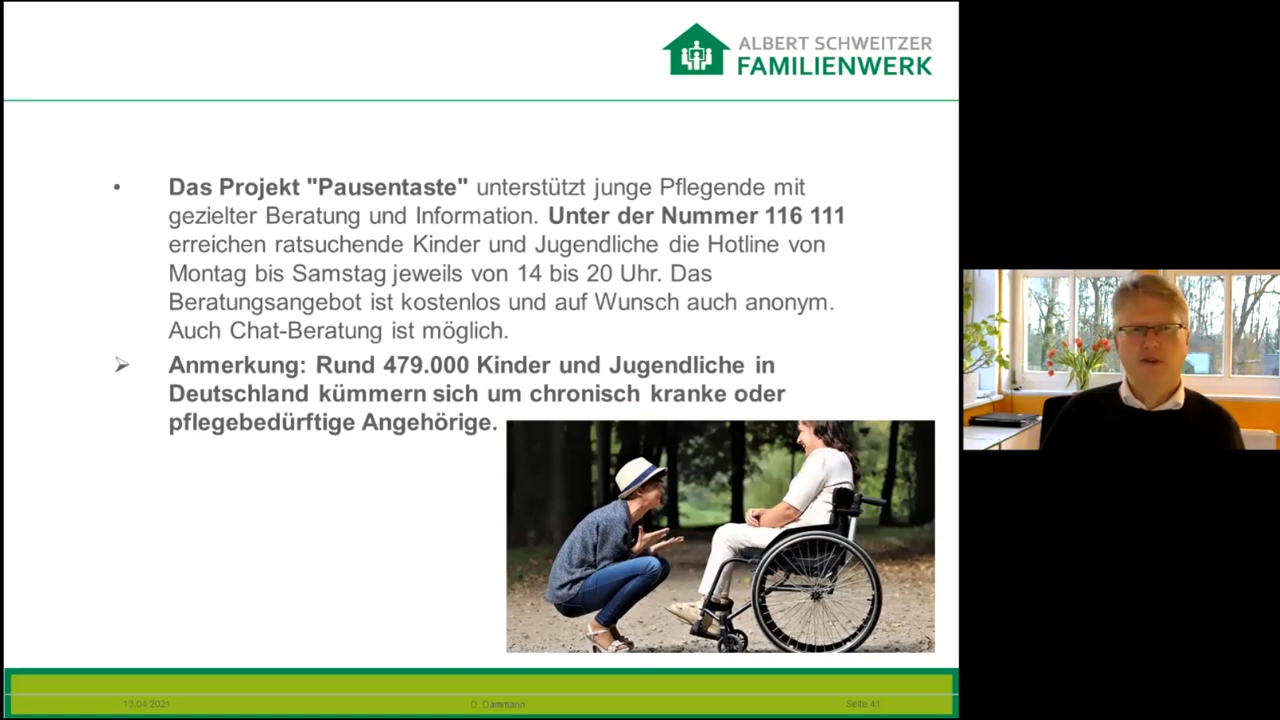 ALBERT SCHWEITZER
FAMILIENWERK
• Das Projekt "Pausentaste" unterstützt junge Pflegende mit
gezielter Beratung und Information. Unter der Nummer 116 111
erreichen ratsuchende Kinder und Jugendliche die Hotline von
Montag bis Samstag jeweils von 14 bis 20 Uhr. Das
Beratungsangebot ist kostenlos und auf Wunsch auch anonym.
Auch Chat-Beratung ist möglich.
➢ Anmerkung: Rund 479.000 Kinder und Jugendliche in
Deutschland kümmern sich um chronisch kranke oder
pflegebedürftige Angehörige.
13.04.2021 D. Dammann Seite 41